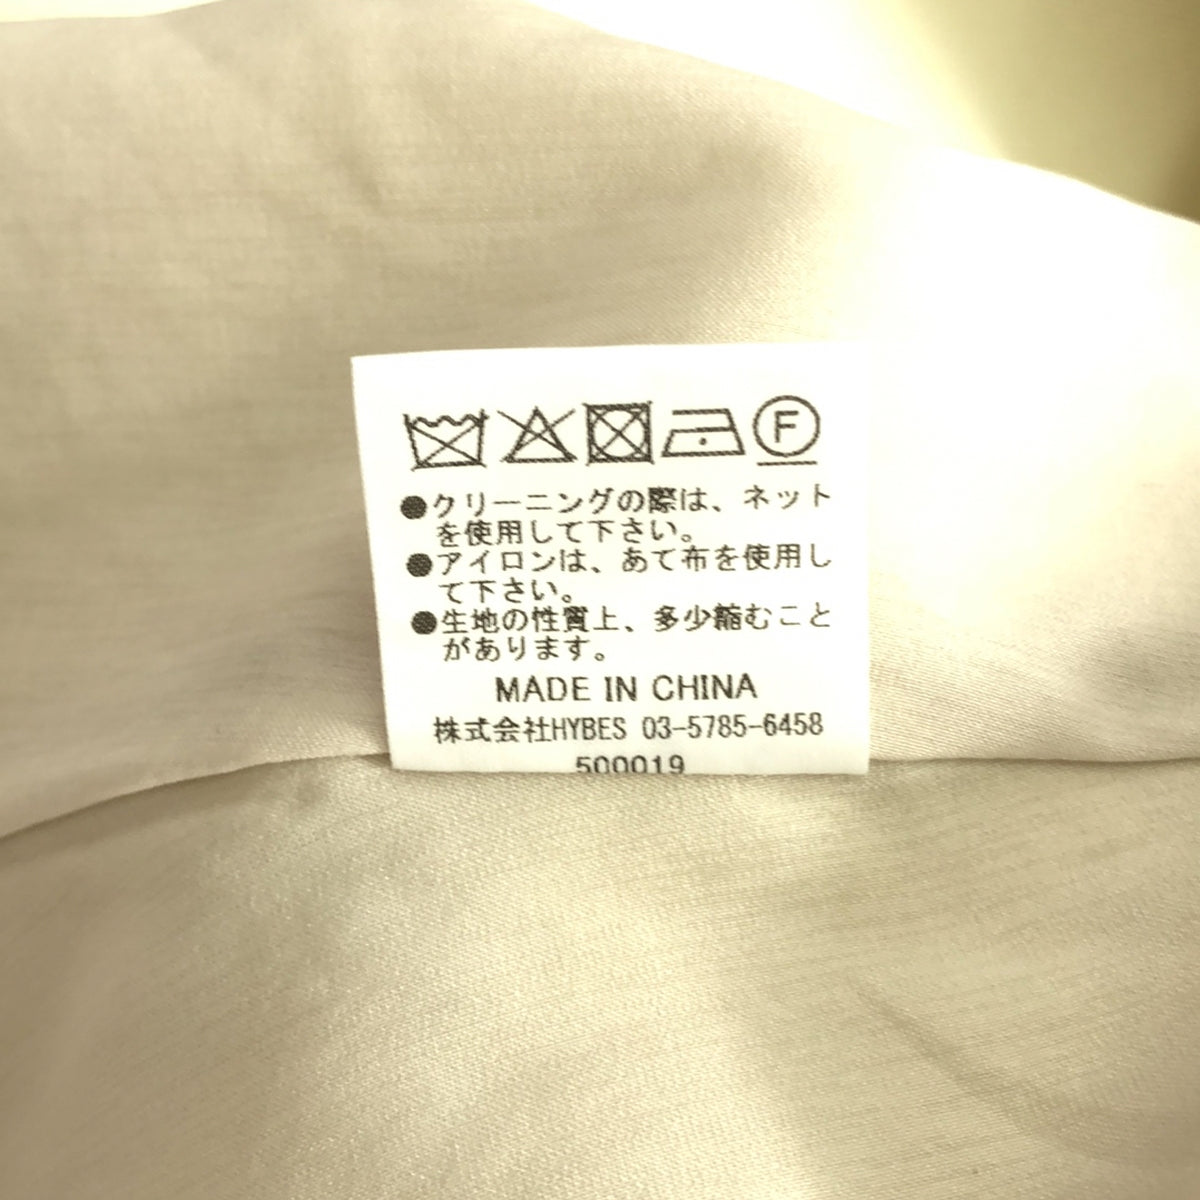 F
●クリーニングの際は、ネット
を使用して下さい。
●アイロンは、あて布を使用し
て下さい。
●生地の性質上、多少縮むこと
があります。
MADE IN CHINA
株式会社HYBES 03-5785-6458
500019